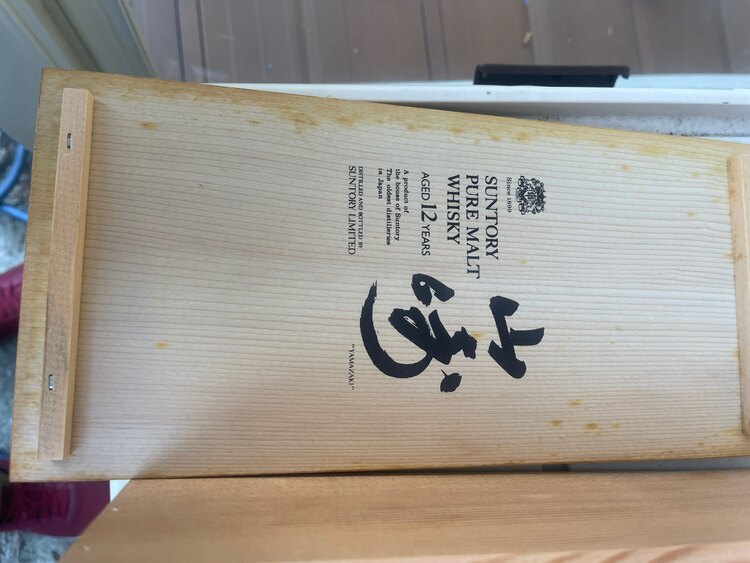 Since 1899
SUNTORY
PURE MALT
WHISKY
AGED 12 YEARS
A product of
the house of Suntory
The oldest distilleries
in Japan
DISTILLED AND BOTTLED BY
SUNTORY LIMITED
山崎
"YAMAZAKI"